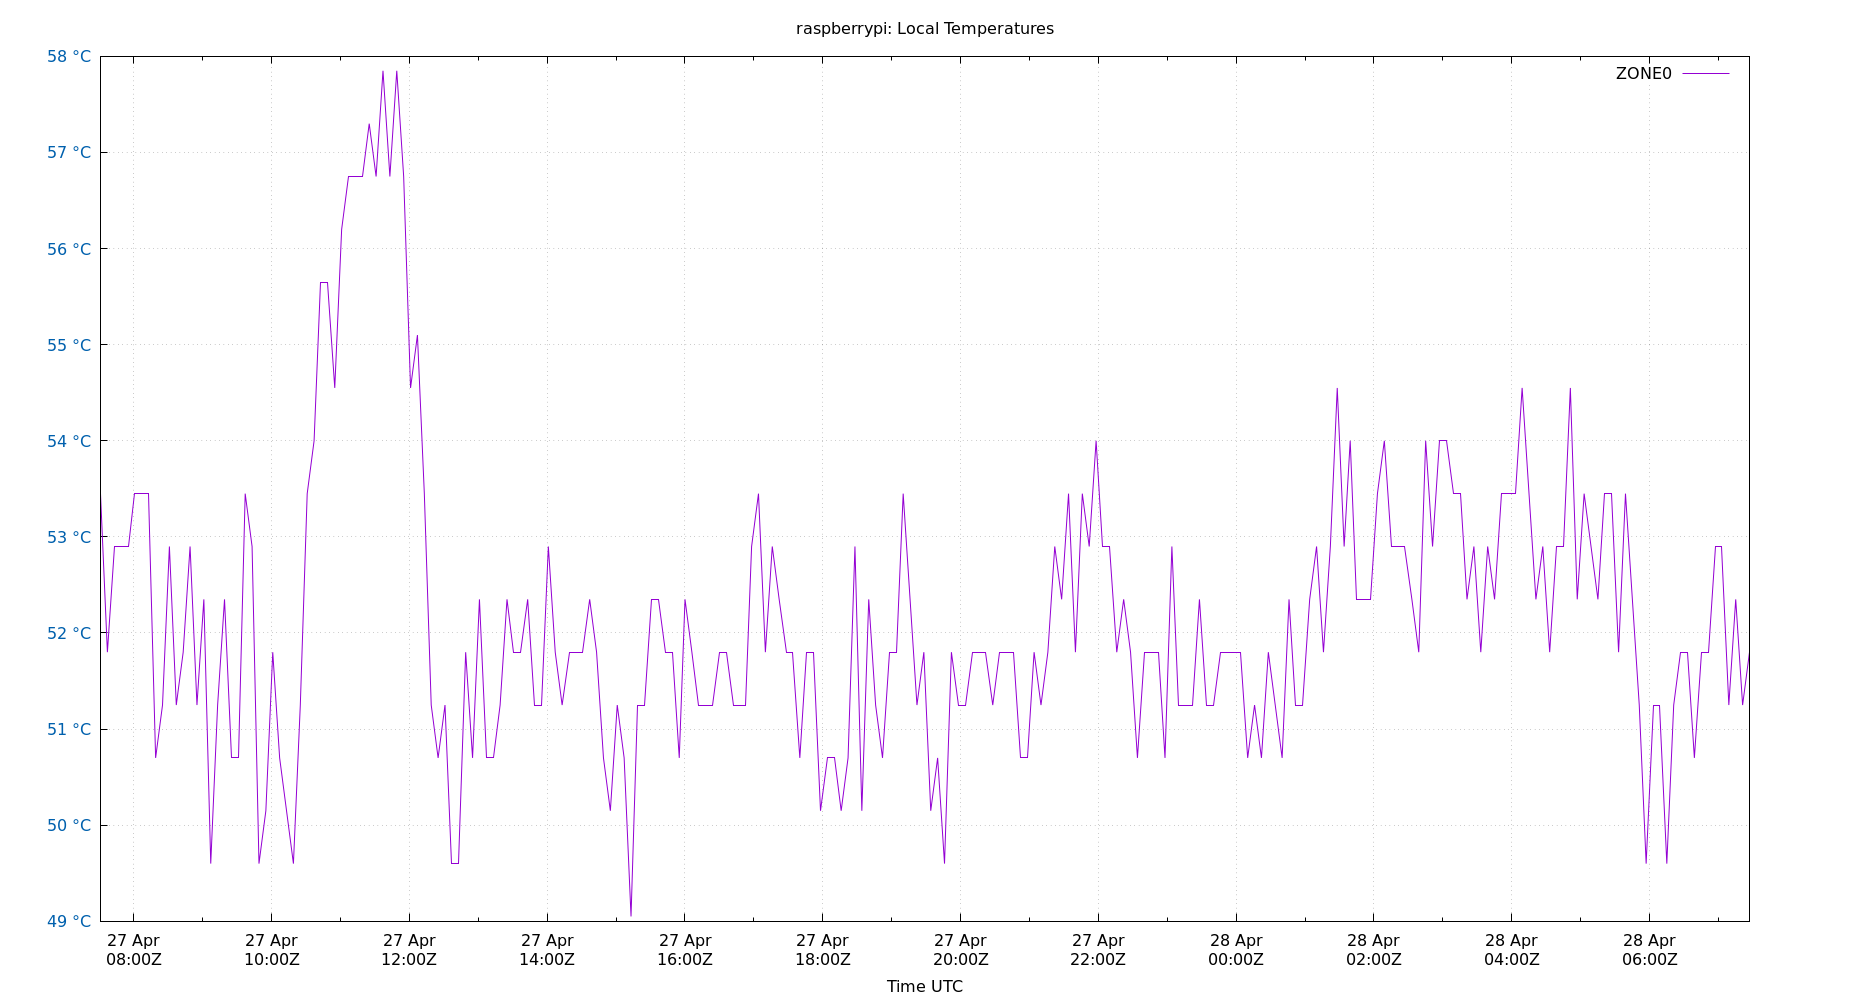 raspberrypi: Local Temperatures
58 °C
57 °C
56 °C
55 °C
54 °C
53 °C
52 °C
51 °C
50 °C
49 °C
ZONE0
27 Apr
08:00Z
27 Apr
10:00Z
27 Apr
12:00Z
27 Apr
14:00Z
27 Apr
16:00Z
27 Apr
18:00Z
27 Apr
20:00Z
27 Apr
22:00Z
28 Apr
00:00Z
28 Apr
02:00Z
28 Apr
04:00Z
28 Apr
06:00Z
Time UTC